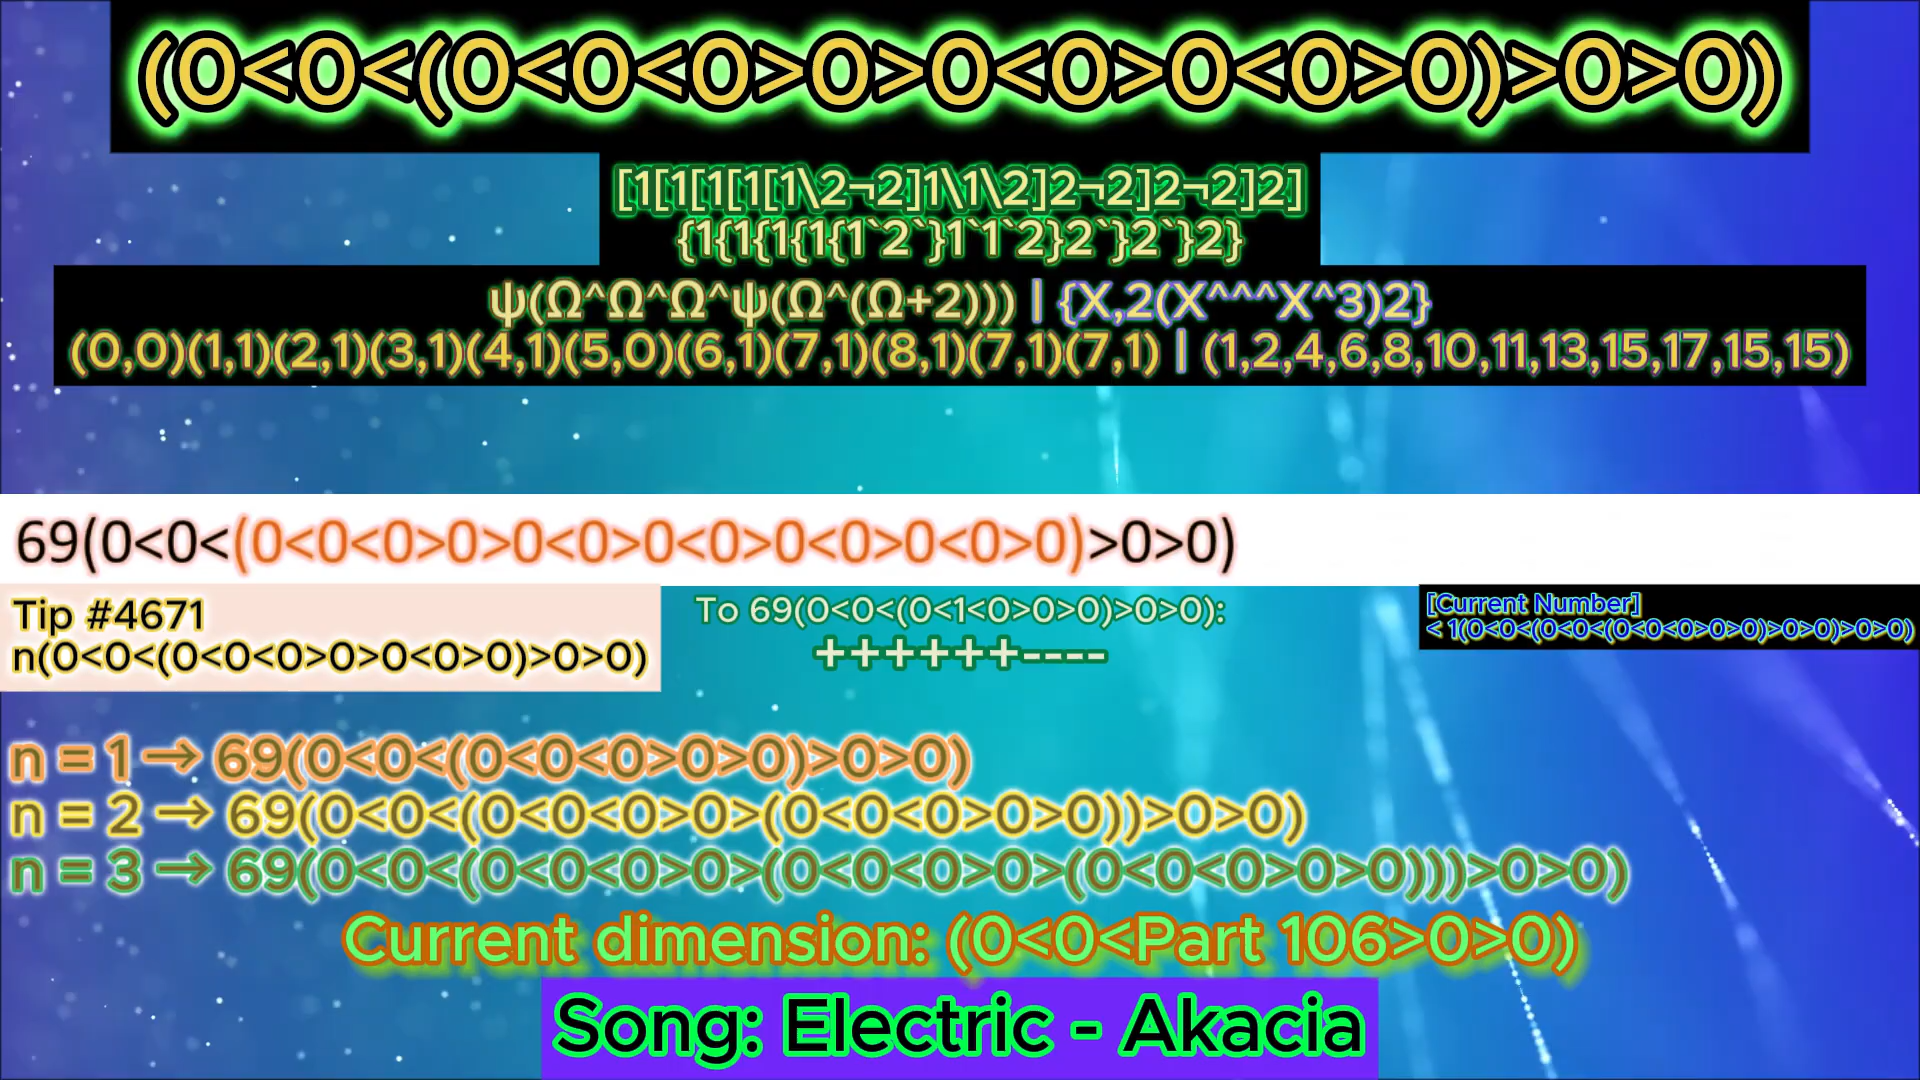 (0<0<(0<0<0>0>0<0>0<0>0)>0>0)
[1[1[1[1[1\2¬2]1\1\2]2¬2]2¬2]2]
{1{1{1{1{1`2`}1`1`2}2`}2`}2}
ψ(Ω^Ω^Ω^ψ(Ω^(Ω+2))) | {X,2(X^^^X^3)2}
(0,0)(1,1)(2,1)(3,1)(4,1)(5,0)(6,1)(7,1)(8,1)(7,1)(7,1) | (1,2,4,6,8,10,11,13,15,17,15,15)
69(0<0<(0<0<0>0>0<0>0<0>0<0>0<0>0)>0>0)
Tip #4671
n(0<0<(0<0<0>0>0<0>0)>0>0)
To 69(0<0<(0<1<0>0>0)>0>0):
++++++----
[Current Number]
< 1(0<0<(0<0<(0<0<0>0>0)>0>0)>0>0)
n = 1 → 69(0<0<(0<0<0>0>0)>0>0)
n = 2 → 69(0<0<(0<0<0>0>(0<0<0>0>0))>0>0)
n = 3 → 69(0<0<(0<0<0>0>(0<0<0>0>(0<0<0>0>0)))>0>0)
Current dimension: (0<0<Part 106>0>0)
Song: Electric - Akacia